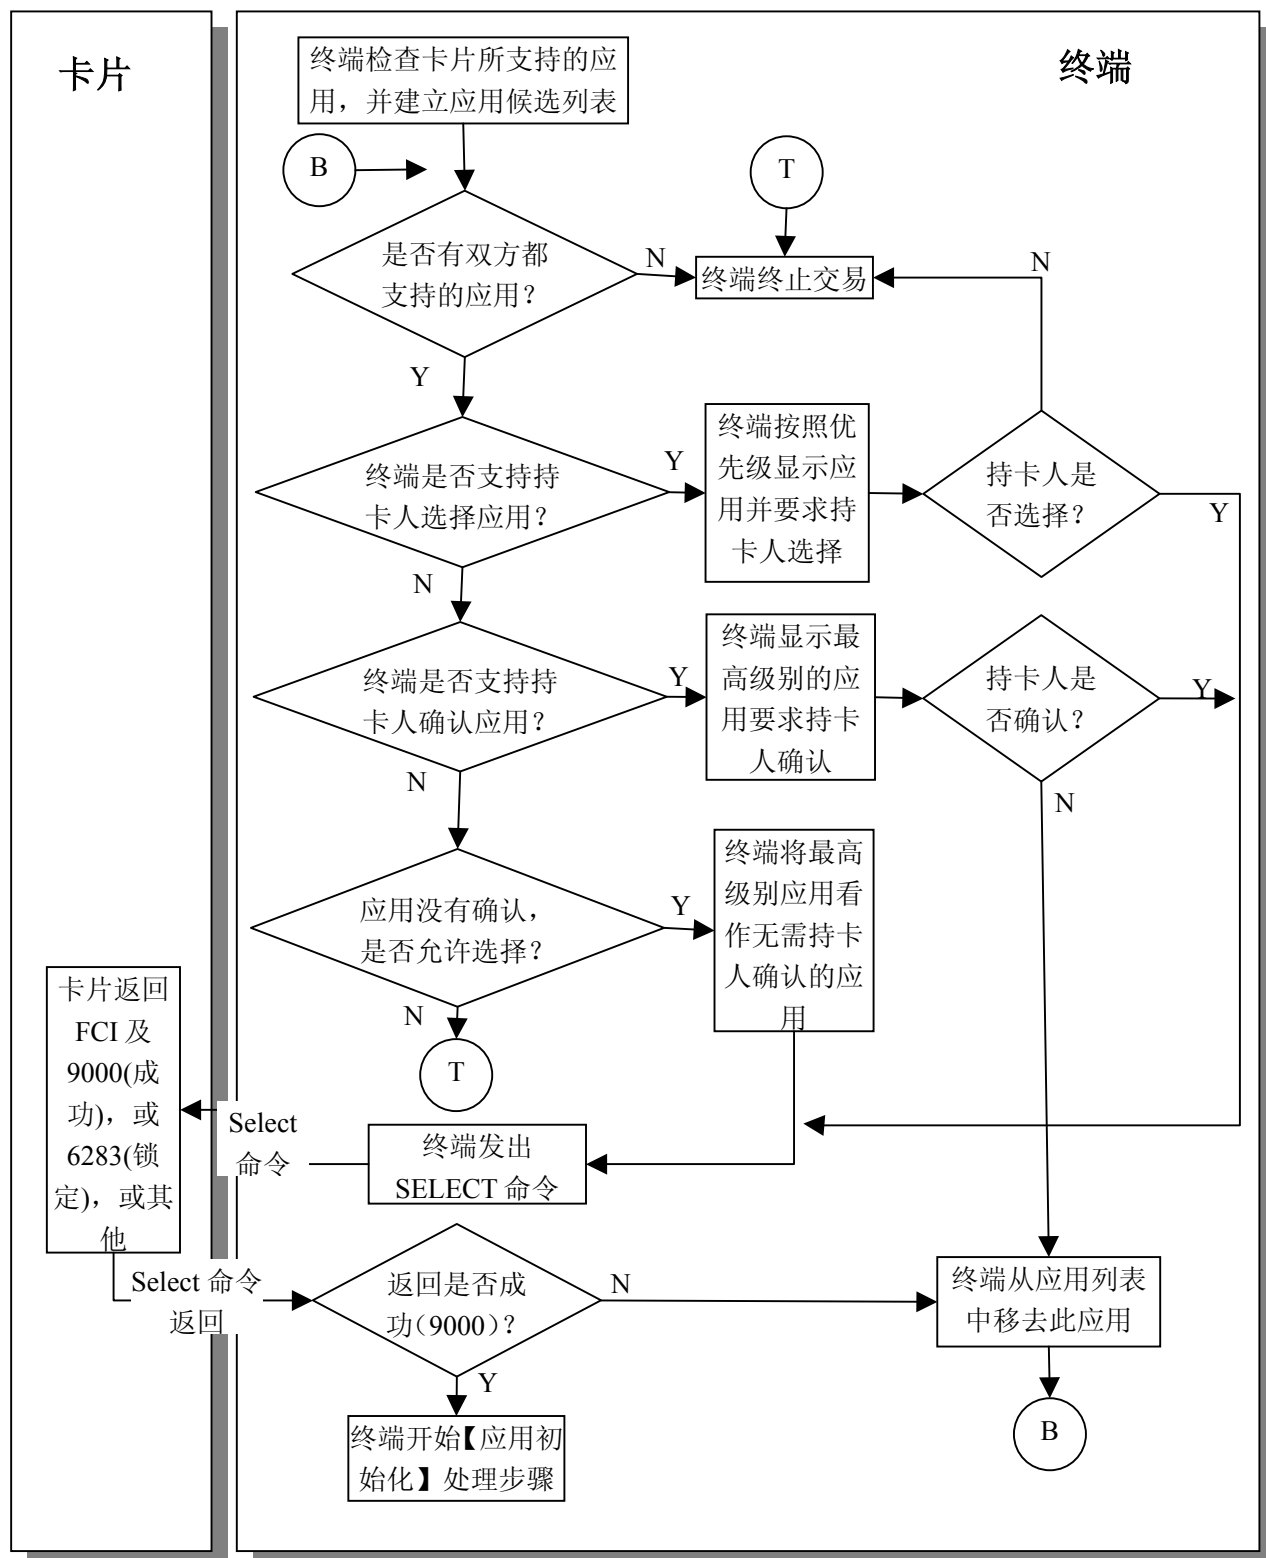 卡片
终端
终端检查卡片所支持的应
用，并建立应用候选列表
B
T
是否有双方都
支持的应用？
N
终端终止交易
N
Y
终端是否支持持
卡人选择应用？
Y
终端按照优
先级显示应
用并要求持
卡人选择
持卡人是
否选择？
Y
N
终端是否支持持
卡人确认应用？
Y
终端显示最
高级别的应
用要求持卡
人确认
持卡人是
否确认？
Y
N
N
应用没有确认，
是否允许选择？
Y
终端将最高
级别应用看
作无需持卡
人确认的应
用
N
T
卡片返回
FCI 及
9000(成
功)，或
6283(锁
定)，或其
他
Select
命令
终端发出
SELECT 命令
Select 命令
返回
返回是否成
功（9000）？
N
终端从应用列表
中移去此应用
Y
B
终端开始【应用初
始化】处理步骤